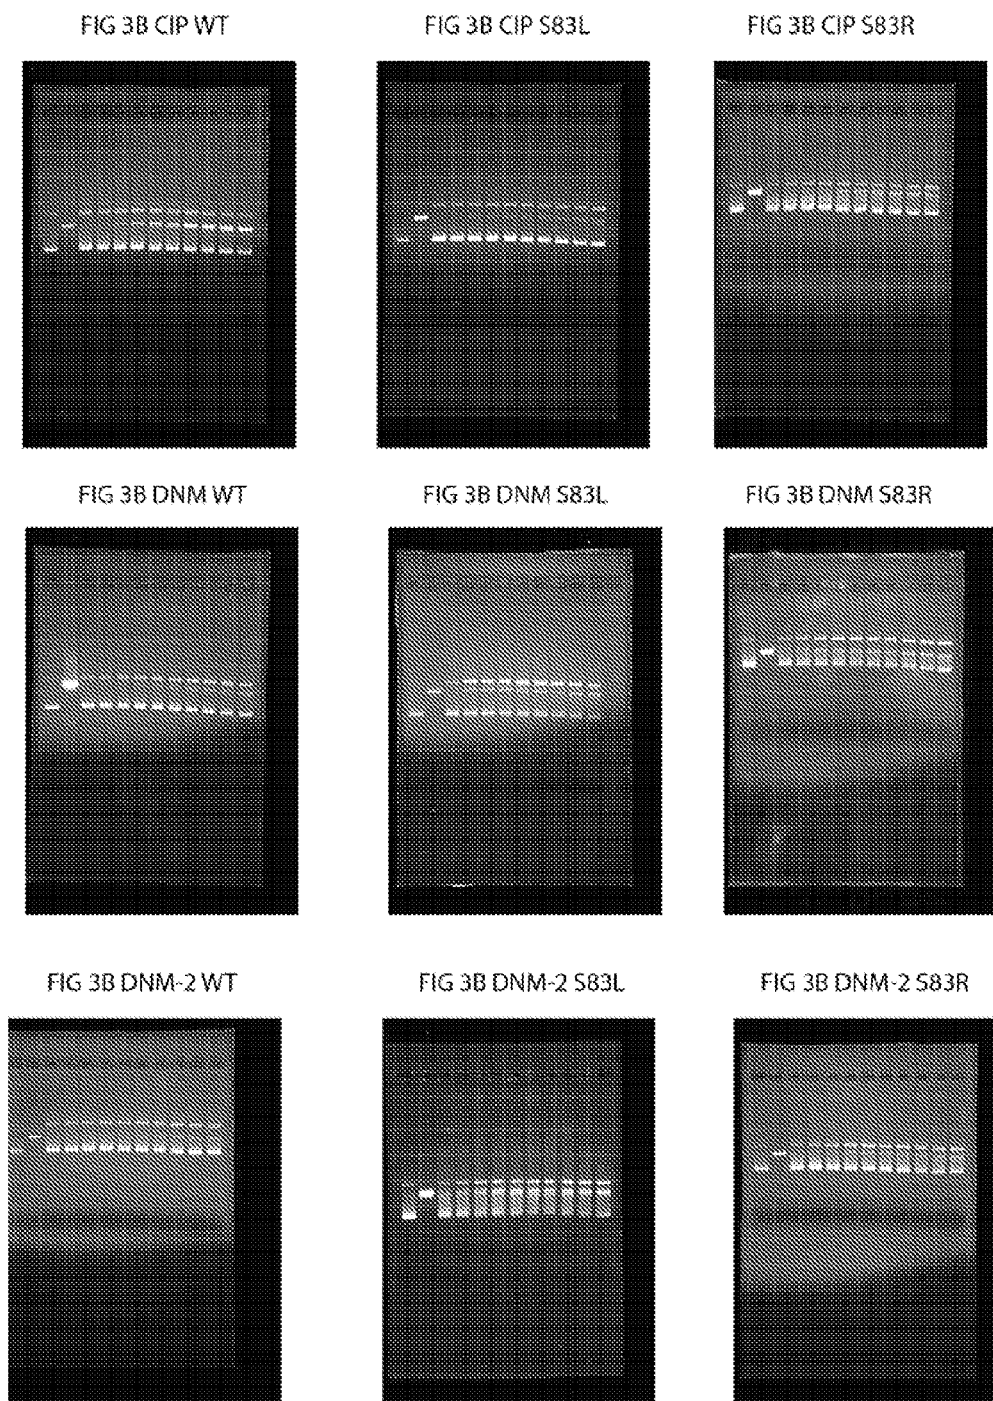 FIG 3B CIP WT
FIG 3B CIP S83L
FIG 3B CIP S83R
FIG 3B DNM WT
FIG 3B DNM S83L
FIG 3B DNM S83R
FIG 3B DNM-2 WT
FIG 3B DNM-2 S83L
FIG 3B DNM-2 S83R